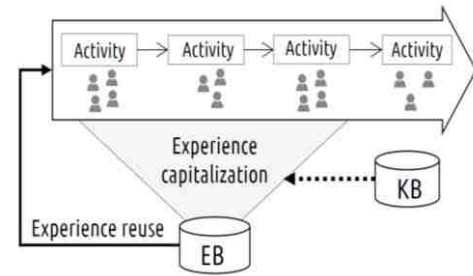 Activity Activity Activity Activity
Experience
capitalization
KB
Experience reuse
EB